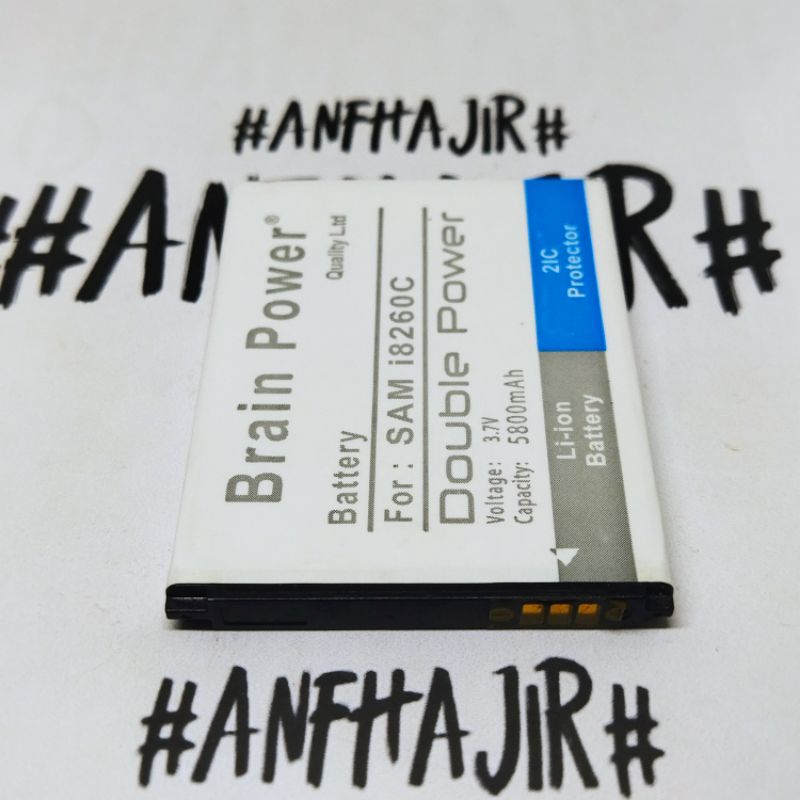 #ANFHAJIR#
Brain Power®
Quality Ltd
Battery
For : SAM i8260C
Double Power
Voltage: 3.7V
Capacity: 5800mAh
2IC
Protector
Li-ion
Battery
#ANFHAJIR#